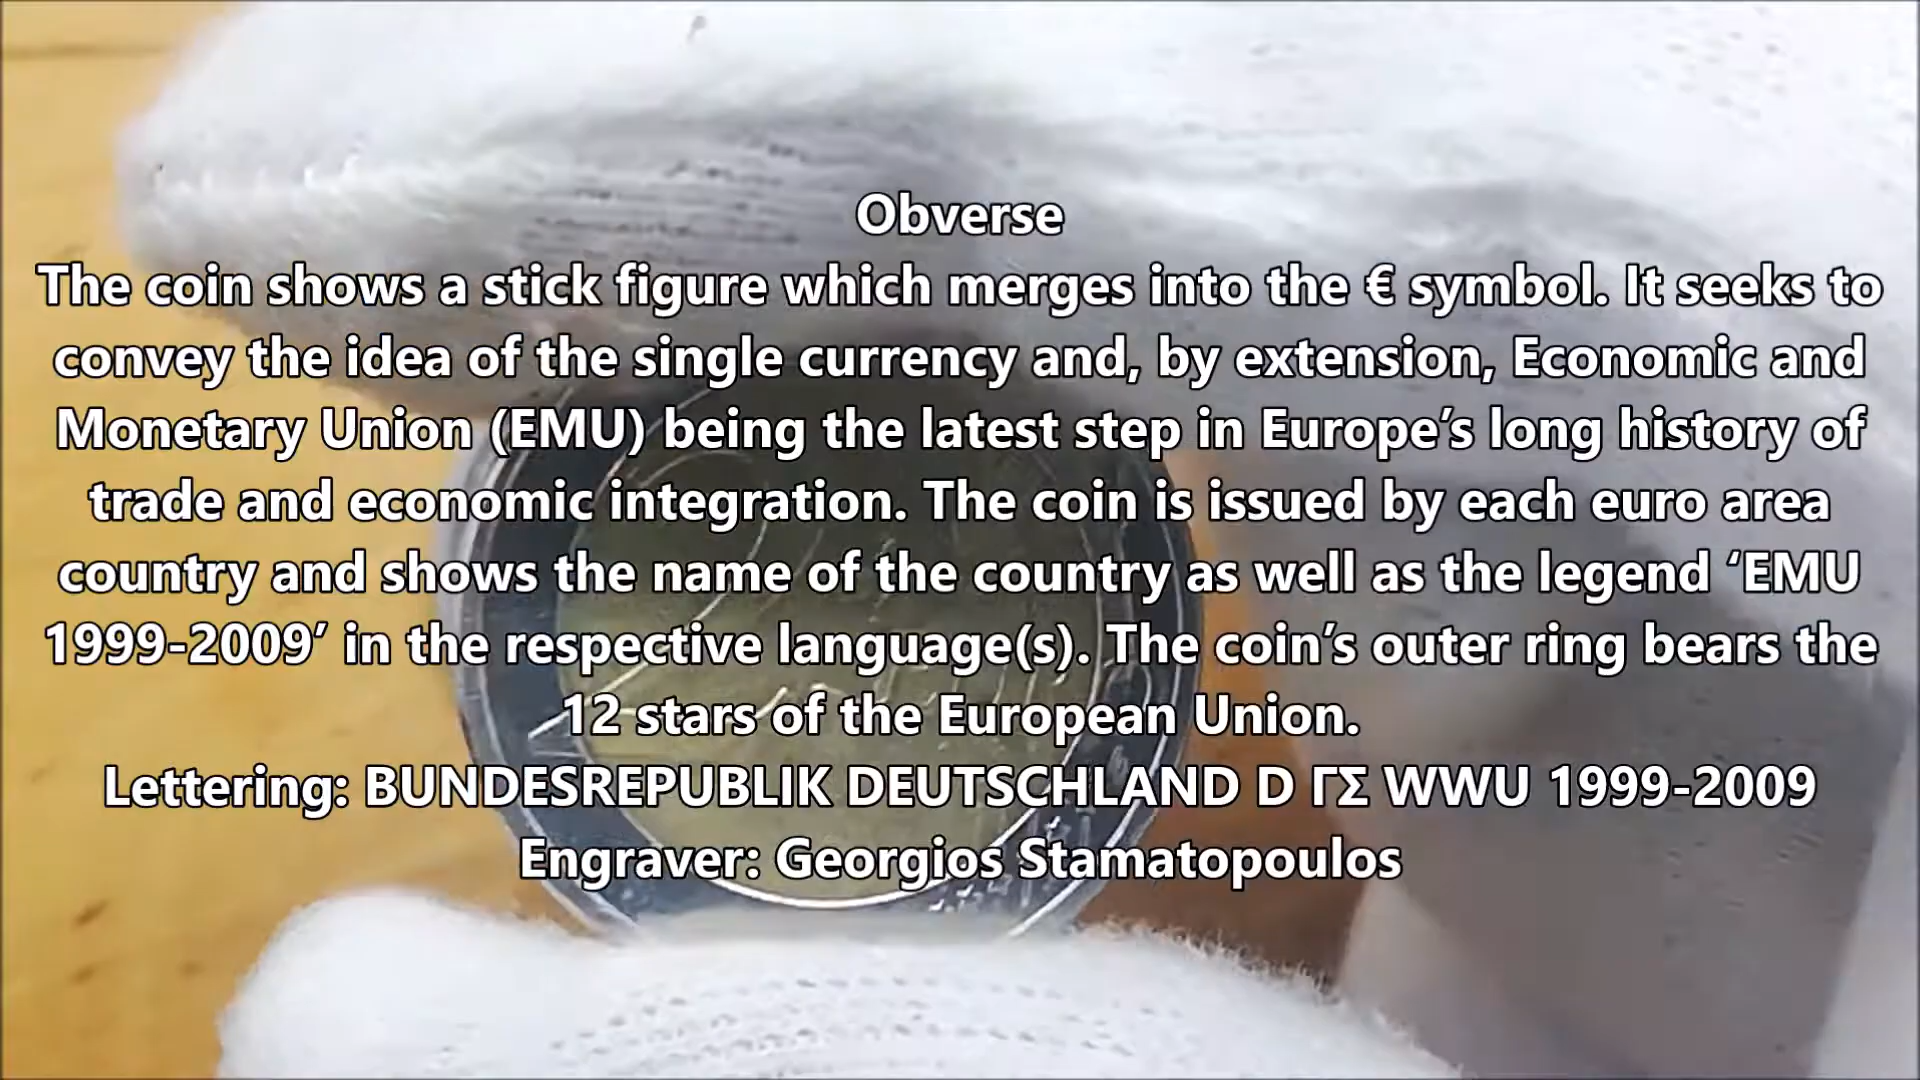 Obverse
The coin shows a stick figure which merges into the € symbol. It seeks to
convey the idea of the single currency and, by extension, Economic and
Monetary Union (EMU) being the latest step in Europe’s long history of
trade and economic integration. The coin is issued by each euro area
country and shows the name of the country as well as the legend ‘EMU
1999-2009’ in the respective language(s). The coin’s outer ring bears the
12 stars of the European Union.
Lettering: BUNDESREPUBLIK DEUTSCHLAND D ΓΣ WWU 1999-2009
Engraver: Georgios Stamatopoulos